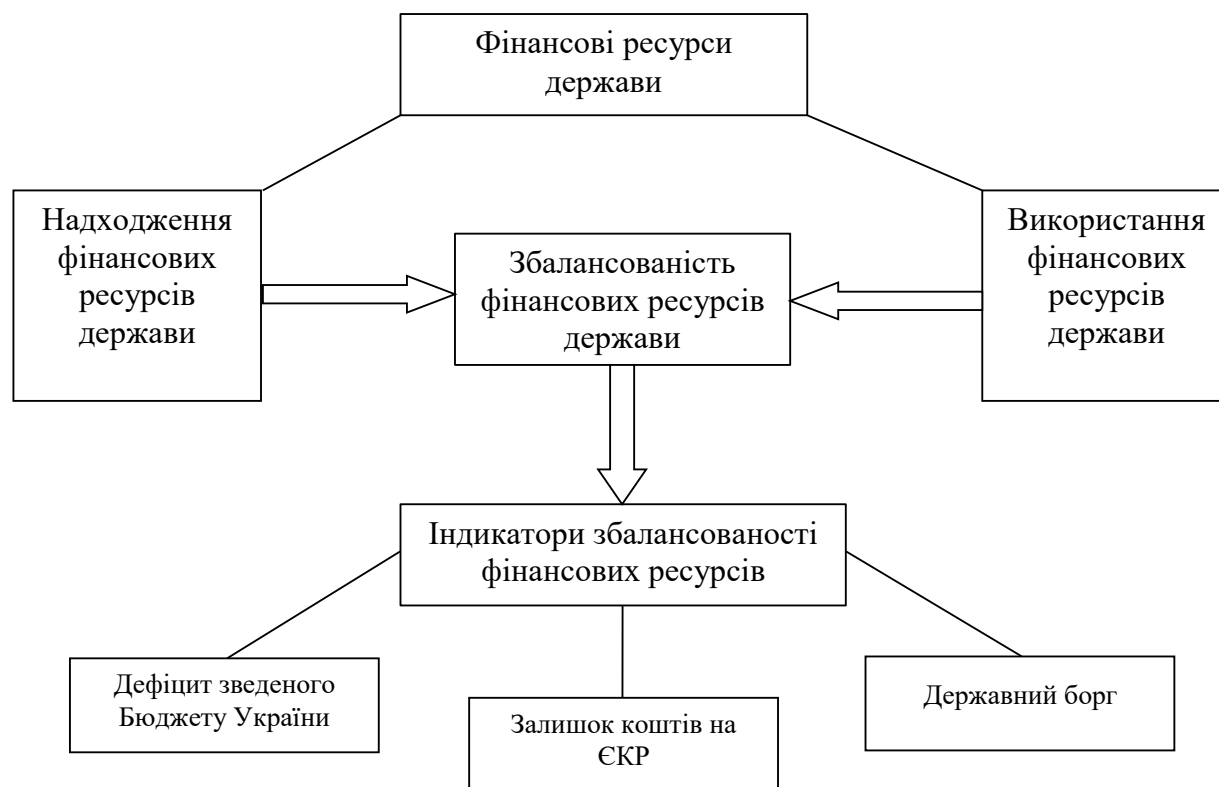 Фінансові ресурси
держави
Надходження
фінансових
ресурсів
держави
Збалансованість
фінансових ресурсів
держави
Використання
фінансових
ресурсів
держави
Індикатори збалансованості
фінансових ресурсів
Дефіцит зведеного
Бюджету України
Залишок коштів на
ЄКР
Державний борг